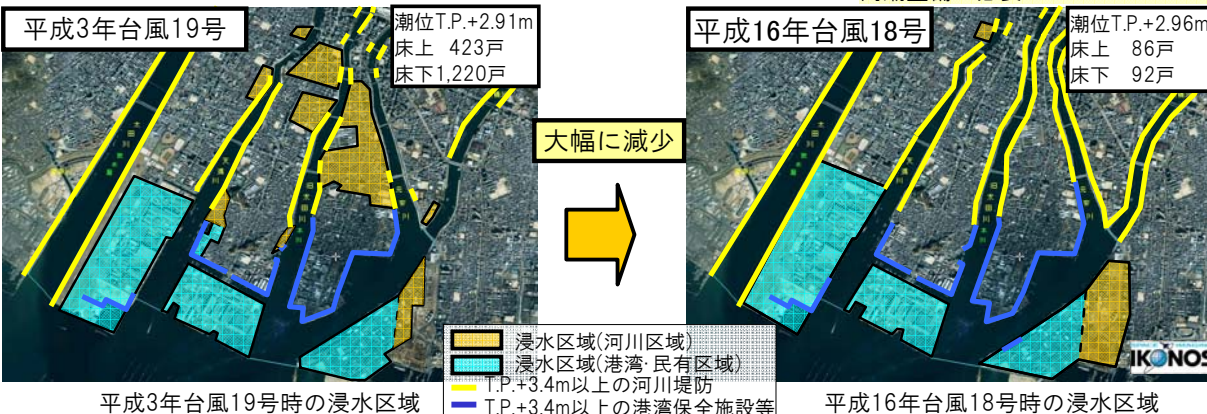 平成3年台風19号
潮位T.P.+2.91m
床上 423戸
床下1,220戸
大幅に減少
平成16年台風18号
潮位T.P.+2.96m
床上 86戸
床下 92戸
浸水区域(河川区域)
浸水区域(港湾・民有区域)
T.P.+3.4m以上の河川堤防
T.P.+3.4m以上の港湾保全施設等
IKONOS
平成3年台風19号時の浸水区域
平成16年台風18号時の浸水区域